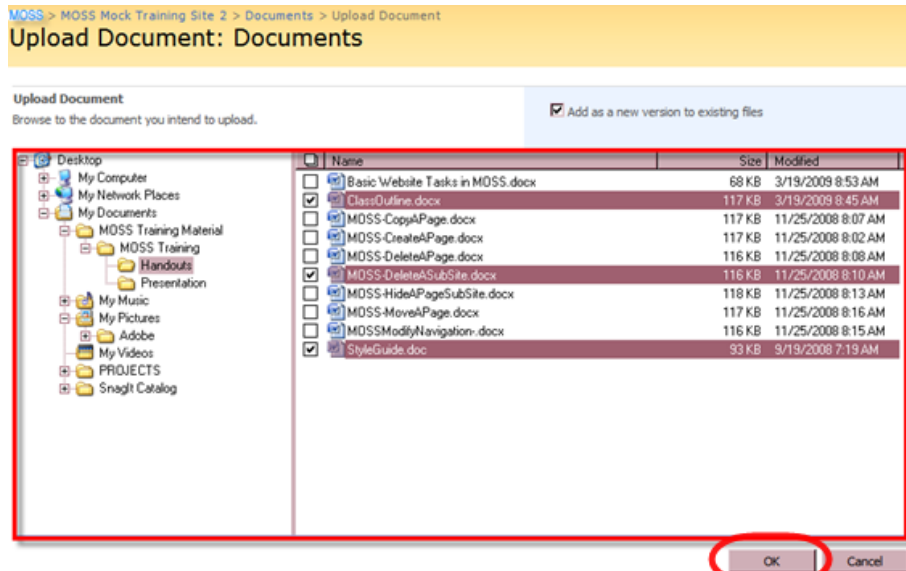 MOSS > MOSS Mock Training Site 2 > Documents > Upload Document
Upload Document: Documents
Upload Document
Browse to the document you intend to upload.
Add as a new version to existing files
Desktop
My Computer
My Network Places
My Documents
MOSS Training Material
MOSS Training
Handouts
Presentation
My Music
My Pictures
Adobe
My Videos
PROJECTS
SnagIt Catalog
Name Size Modified
Basic Website Tasks in MOSS.docx 68 KB 3/19/2009 8:53 AM
ClassOutline.docx 117 KB 3/19/2009 8:45 AM
MOSS-CopyAPage.docx 117 KB 11/25/2008 8:07 AM
MOSS-CreateAPage.docx 117 KB 11/25/2008 8:02 AM
MOSS-DeleteAPage.docx 116 KB 11/25/2008 8:08 AM
MOSS-DeleteASubSite.docx 116 KB 11/25/2008 8:10 AM
MOSS-HideAPageSubSite.docx 118 KB 11/25/2008 8:13 AM
MOSS-MoveAPage.docx 117 KB 11/25/2008 8:16 AM
MOSSModifyNavigation-.docx 116 KB 11/25/2008 8:15 AM
StyleGuide.doc 93 KB 9/19/2008 7:19 AM
OK Cancel